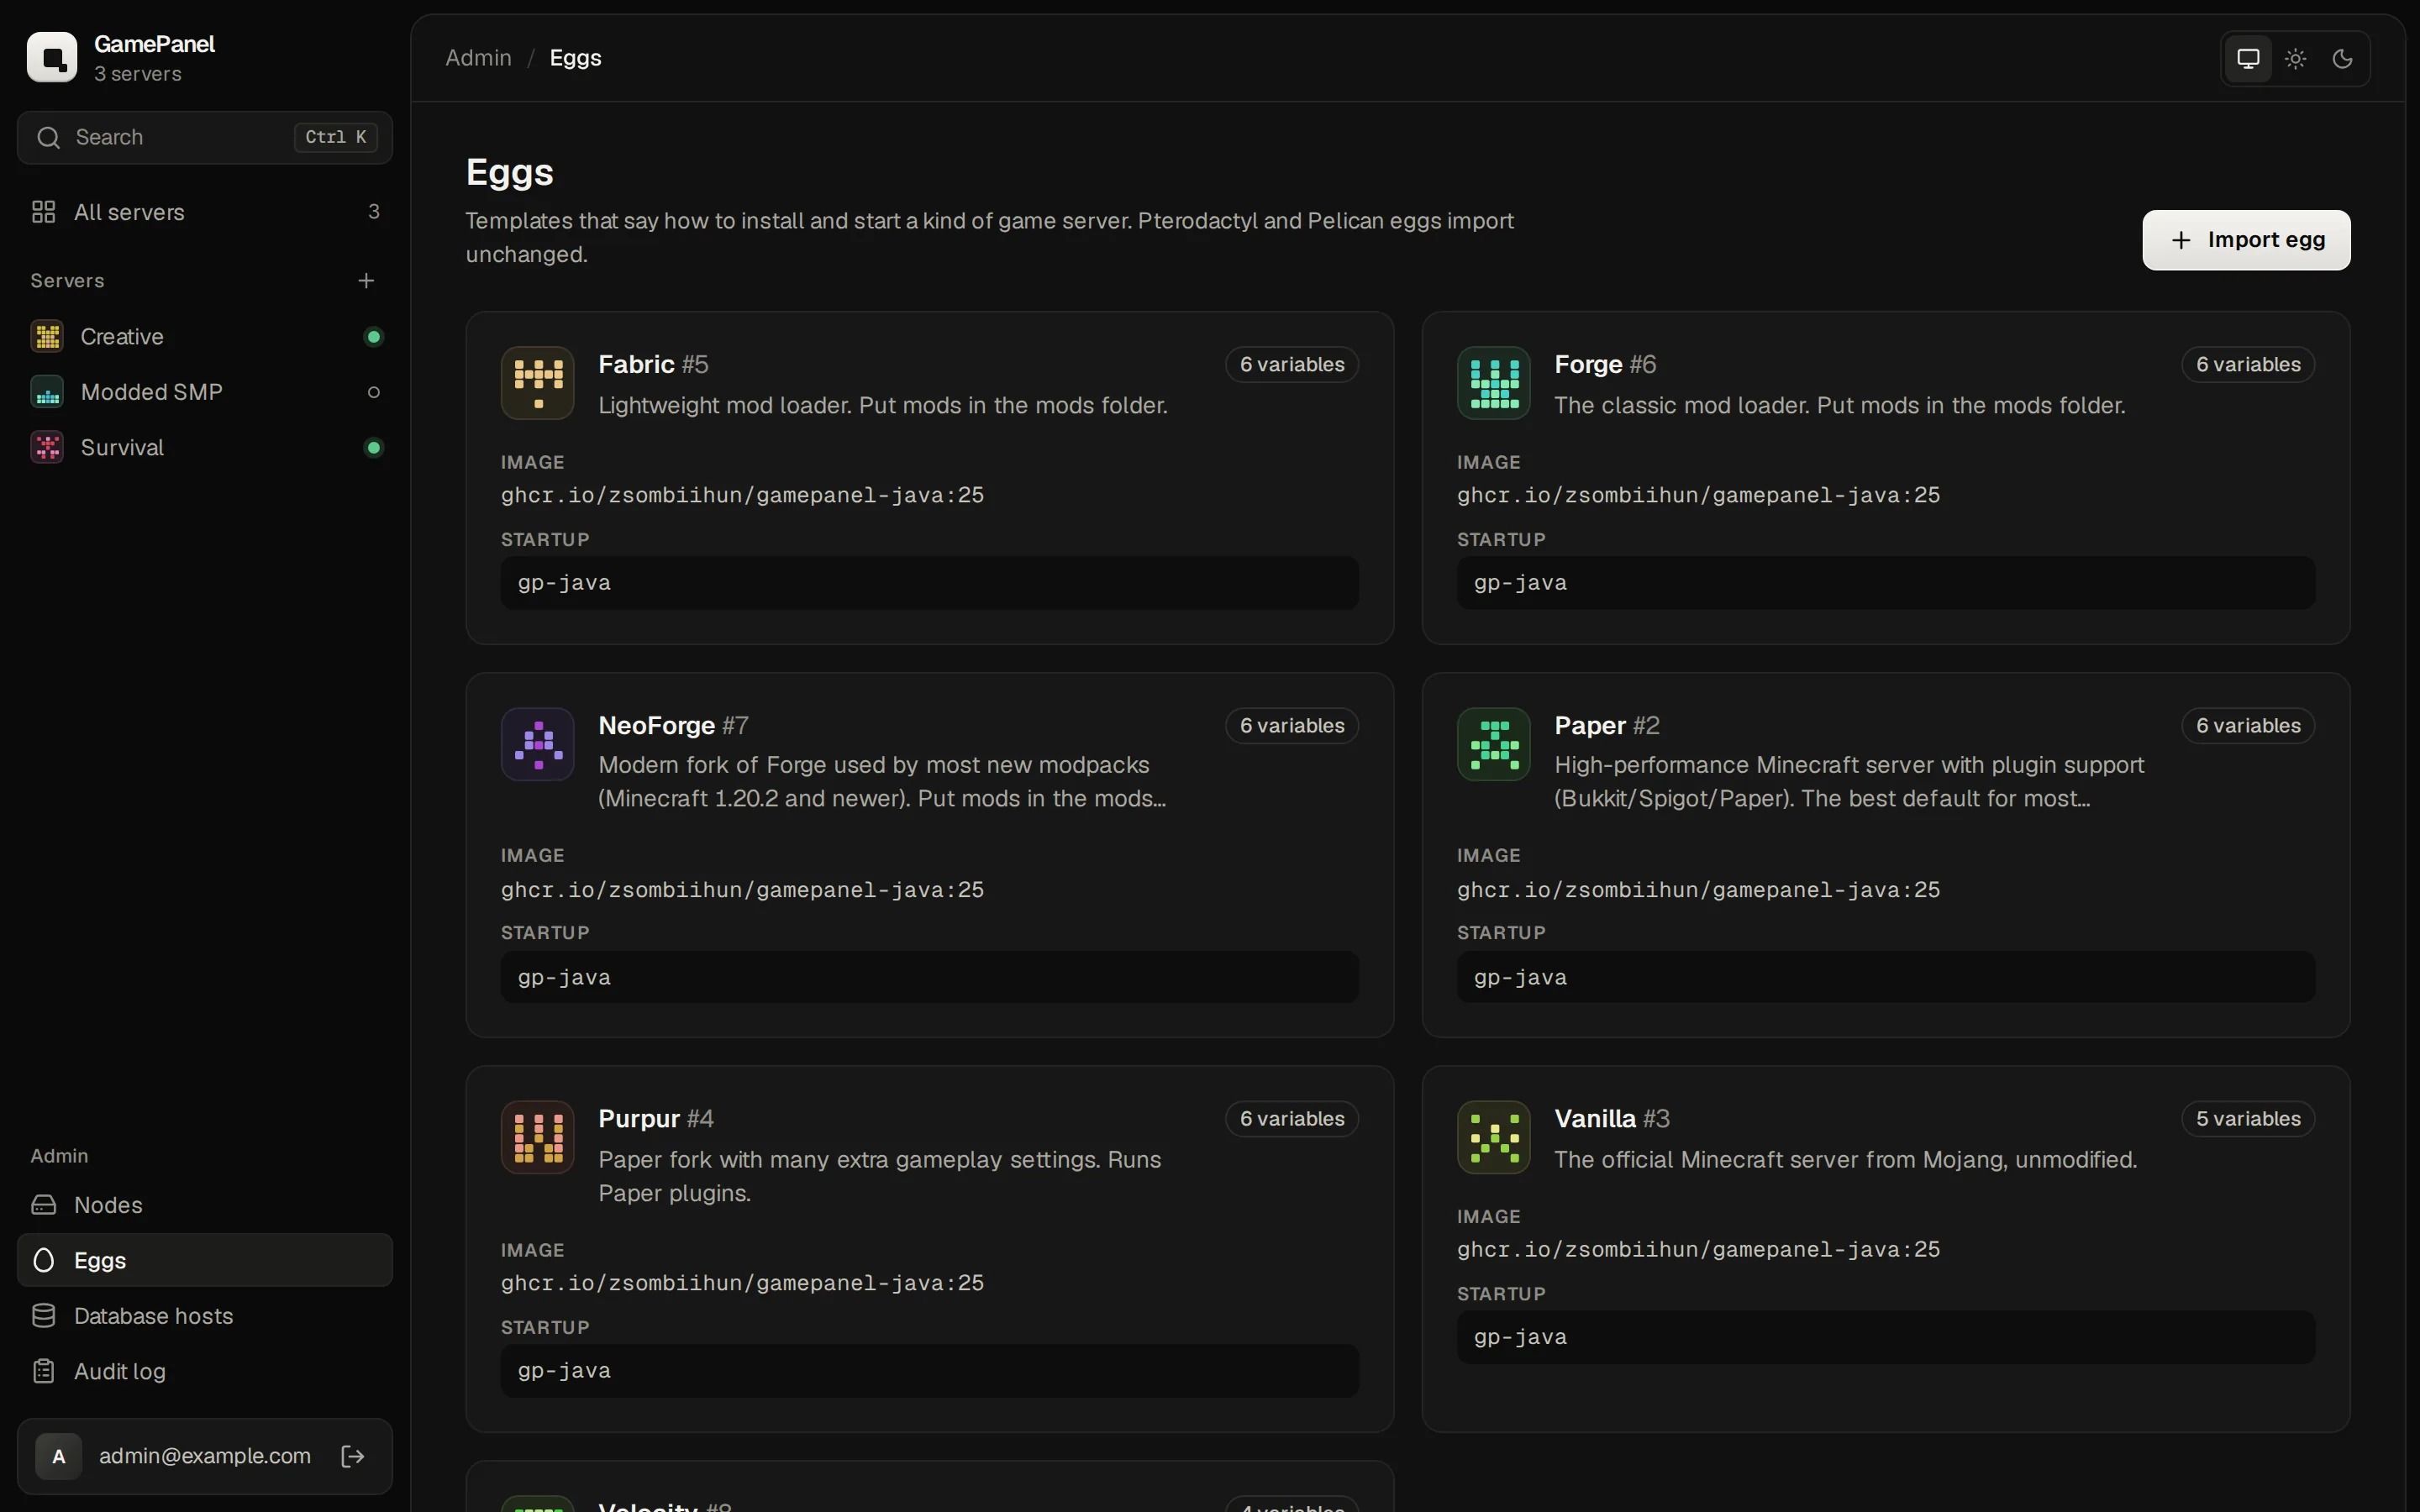 GamePanel
3 servers
Search
Ctrl K
All servers
3
Servers
Creative
Modded SMP
Survival
Admin
Nodes
Eggs
Database hosts
Audit log
A
admin@example.com
Admin / Eggs
Eggs
Templates that say how to install and start a kind of game server. Pterodactyl and Pelican eggs import
unchanged.
Import egg
Fabric #5
6 variables
Lightweight mod loader. Put mods in the mods folder.
IMAGE
ghcr.io/zsombiihun/gamepanel-java:25
STARTUP
gp-java
Forge #6
6 variables
The classic mod loader. Put mods in the mods folder.
IMAGE
ghcr.io/zsombiihun/gamepanel-java:25
STARTUP
gp-java
NeoForge #7
6 variables
Modern fork of Forge used by most new modpacks
(Minecraft 1.20.2 and newer). Put mods in the mods...
IMAGE
ghcr.io/zsombiihun/gamepanel-java:25
STARTUP
gp-java
Paper #2
6 variables
High-performance Minecraft server with plugin support
(Bukkit/Spigot/Paper). The best default for most...
IMAGE
ghcr.io/zsombiihun/gamepanel-java:25
STARTUP
gp-java
Purpur #4
6 variables
Paper fork with many extra gameplay settings. Runs
Paper plugins.
IMAGE
ghcr.io/zsombiihun/gamepanel-java:25
STARTUP
gp-java
Vanilla #3
5 variables
The official Minecraft server from Mojang, unmodified.
IMAGE
ghcr.io/zsombiihun/gamepanel-java:25
STARTUP
gp-java
Velocity #8
4 variables